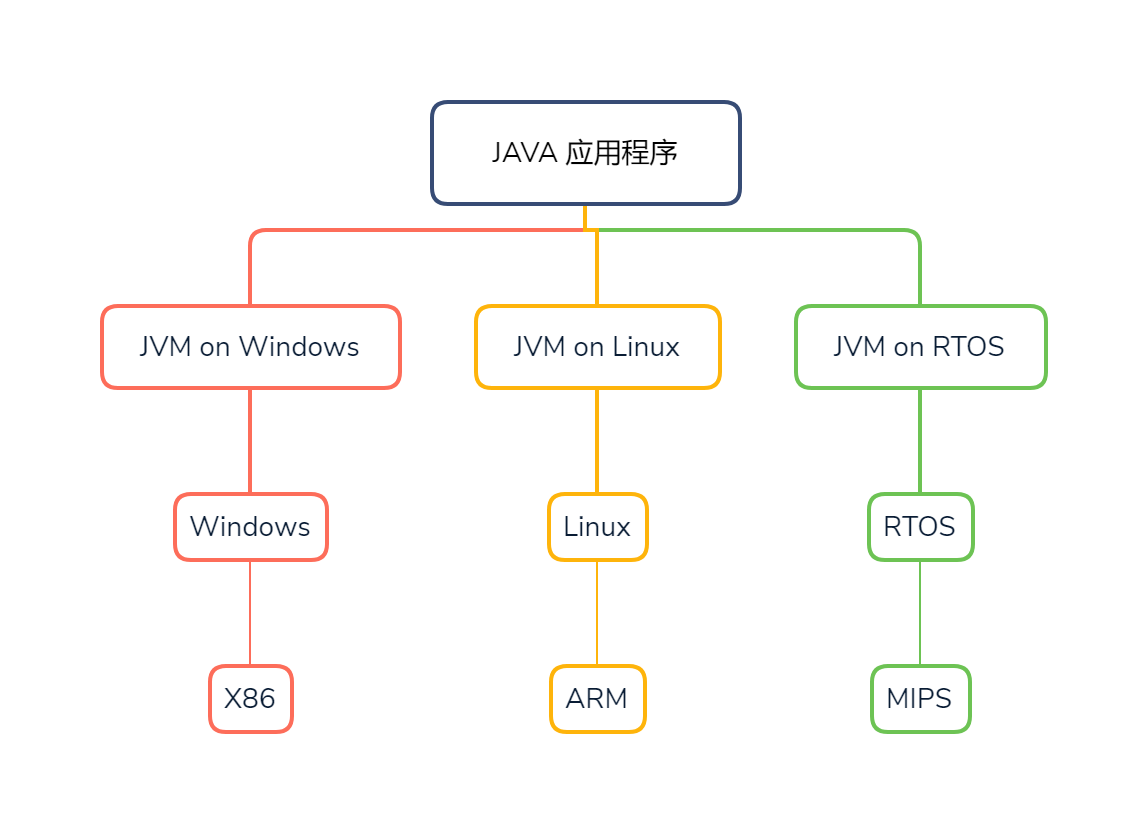 JAVA 应用程序
JVM on Windows
JVM on Linux
JVM on RTOS
Windows
Linux
RTOS
X86
ARM
MIPS